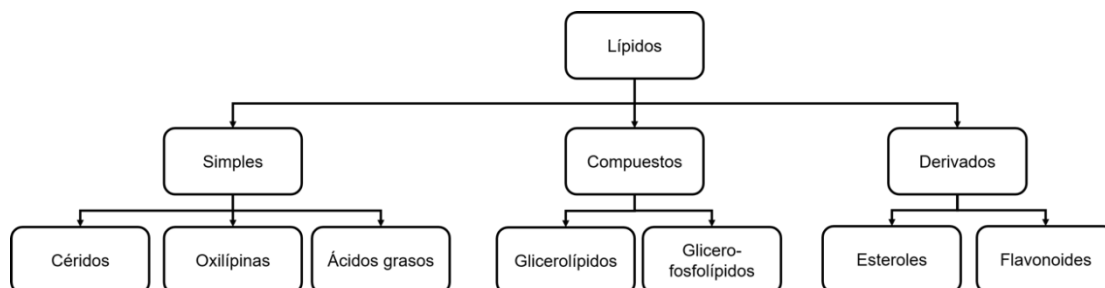 Lípidos
Simples
Compuestos
Derivados
Céridos
Oxilípinas
Ácidos grasos
Glicerolípidos
Glicero-
fosfolípidos
Esteroles
Flavonoides